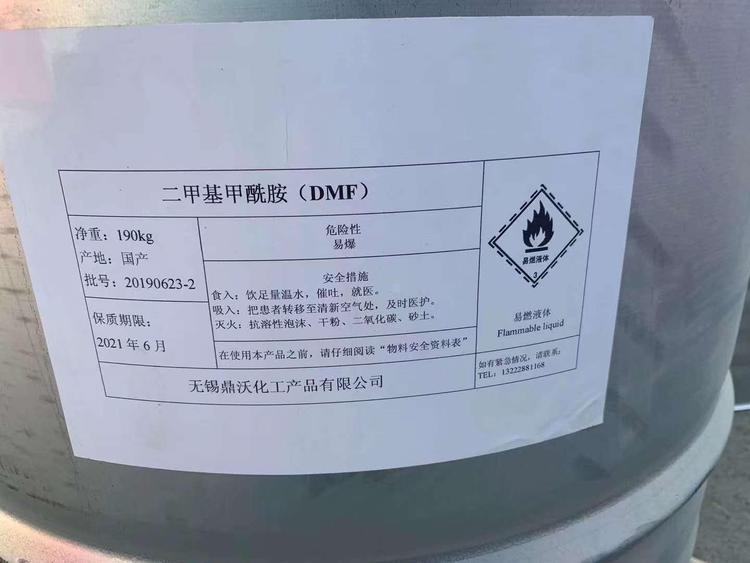 二甲基甲酰胺（DMF）
净重：190kg
产地：国产
批号：20190623-2
保质期限：
2021 年 6 月
危险性
易爆
安全措施
食入：饮足量温水，催吐，就医。
吸入：把患者转移至清新空气处，及时医护。
灭火：抗溶性泡沫、干粉、二氧化碳、砂土。
在使用本产品之前，请仔细阅读“物料安全资料表”
无锡鼎沃化工产品有限公司
易燃液体
3
易燃液体
Flammable liquid
如有紧急情况，请联系：
TEL：13222881168